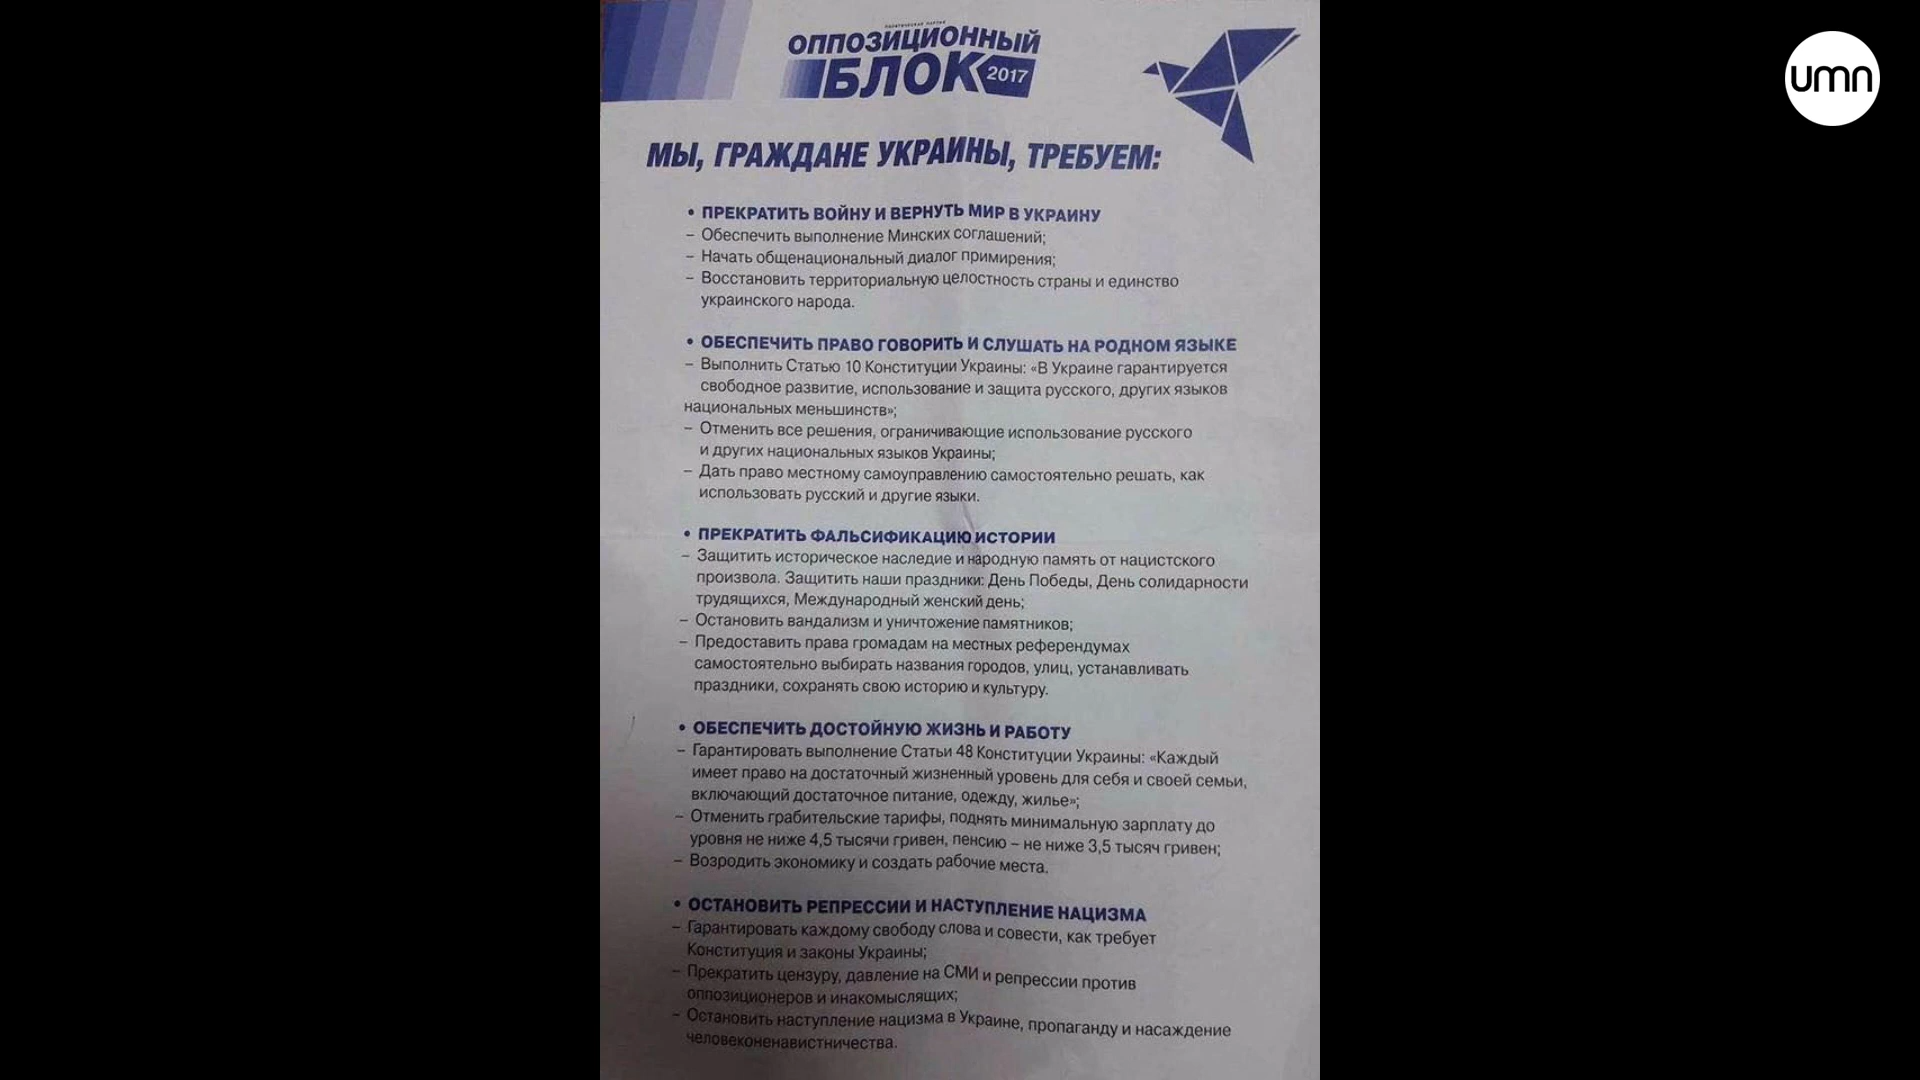 ПОЛИТИЧЕСКАЯ ПАРТИЯ
ОППОЗИЦИОННЫЙ
БЛОК 2017
umn
МЫ, ГРАЖДАНЕ УКРАИНЫ, ТРЕБУЕМ:
• ПРЕКРАТИТЬ ВОЙНУ И ВЕРНУТЬ МИР В УКРАИНУ
– Обеспечить выполнение Минских соглашений;
– Начать общенациональный диалог примирения;
– Восстановить территориальную целостность страны и единство
украинского народа.
• ОБЕСПЕЧИТЬ ПРАВО ГОВОРИТЬ И СЛУШАТЬ НА РОДНОМ ЯЗЫКЕ
– Выполнить Статью 10 Конституции Украины: «В Украине гарантируется
свободное развитие, использование и защита русского, других языков
национальных меньшинств»;
– Отменить все решения, ограничивающие использование русского
и других национальных языков Украины;
– Дать право местному самоуправлению самостоятельно решать, как
использовать русский и другие языки.
• ПРЕКРАТИТЬ ФАЛЬСИФИКАЦИЮ ИСТОРИИ
– Защитить историческое наследие и народную память от нацистского
произвола. Защитить наши праздники: День Победы, День солидарности
трудящихся, Международный женский день;
– Остановить вандализм и уничтожение памятников;
– Предоставить права громадам на местных референдумах
самостоятельно выбирать названия городов, улиц, устанавливать
праздники, сохранять свою историю и культуру.
• ОБЕСПЕЧИТЬ ДОСТОЙНУЮ ЖИЗНЬ И РАБОТУ
– Гарантировать выполнение Статьи 48 Конституции Украины: «Каждый
имеет право на достаточный жизненный уровень для себя и своей семьи,
включающий достаточное питание, одежду, жилье»;
– Отменить грабительские тарифы, поднять минимальную зарплату до
уровня не ниже 4,5 тысячи гривен, пенсию – не ниже 3,5 тысяч гривен;
– Возродить экономику и создать рабочие места.
• ОСТАНОВИТЬ РЕПРЕССИИ И НАСТУПЛЕНИЕ НАЦИЗМА
– Гарантировать каждому свободу слова и совести, как требует
Конституция и законы Украины;
– Прекратить цензуру, давление на СМИ и репрессии против
оппозиционеров и инакомыслящих;
– Остановить наступление нацизма в Украине, пропаганду и насаждение
человеконенавистничества.